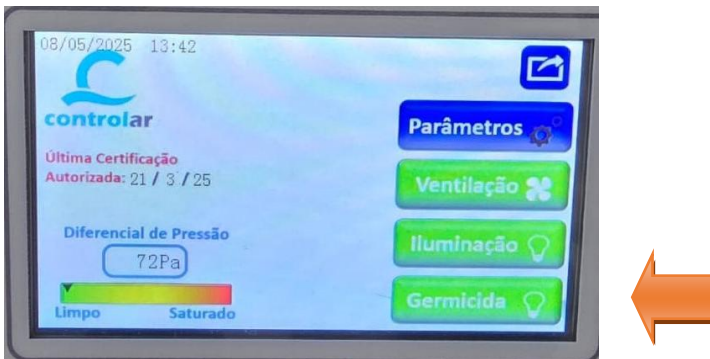 08/05/2025 13:42
controlar
Última Certificação
Autorizada: 21 / 3 / 25
Diferencial de Pressão
72Pa
Limpo Saturado
Parâmetros
Ventilação
Iluminação
Germicida